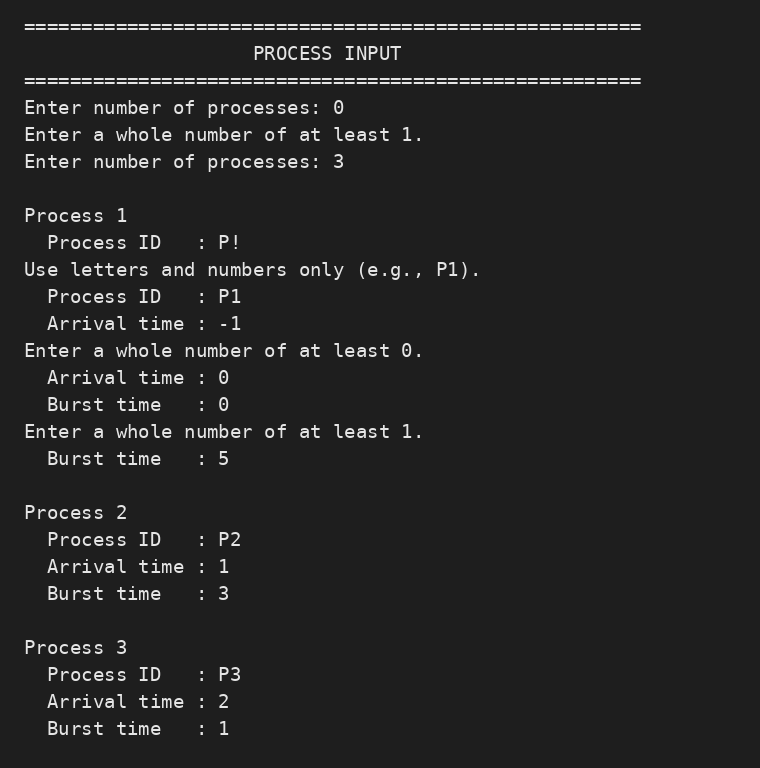 ======================================================
                    PROCESS INPUT
======================================================
Enter number of processes: 0
Enter a whole number of at least 1.
Enter number of processes: 3

Process 1
  Process ID   : P!
Use letters and numbers only (e.g., P1).
  Process ID   : P1
  Arrival time : -1
Enter a whole number of at least 0.
  Arrival time : 0
  Burst time   : 0
Enter a whole number of at least 1.
  Burst time   : 5

Process 2
  Process ID   : P2
  Arrival time : 1
  Burst time   : 3

Process 3
  Process ID   : P3
  Arrival time : 2
  Burst time   : 1